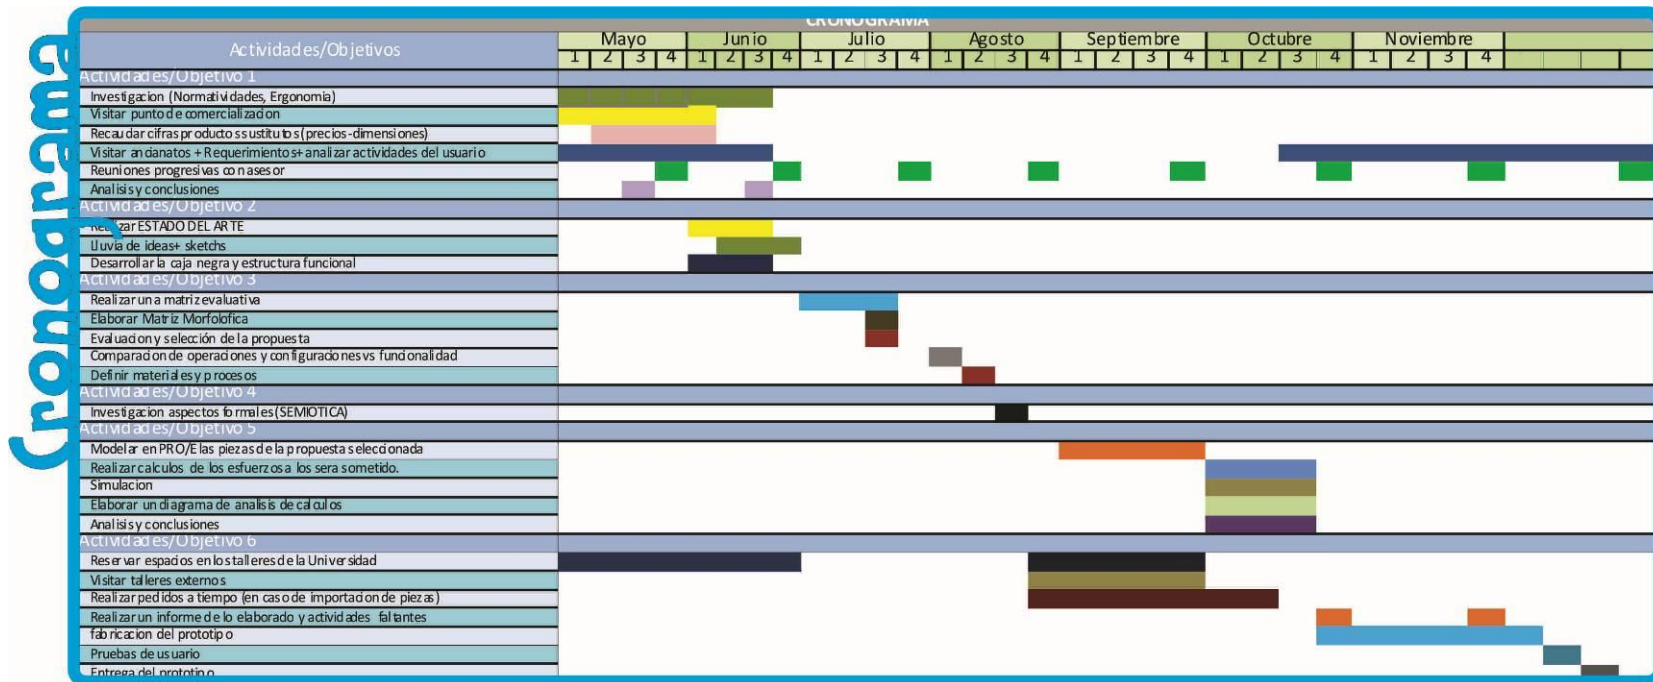 Cronograma
CRONOGRAMA
Actividades/Objetivos
Mayo Junio Julio Agosto Septiembre Octubre Noviembre
1 2 3 4 1 2 3 4 1 2 3 4 1 2 3 4 1 2 3 4 1 2 3 4 1 2 3 4
Actividades/Objetivo 1
Investigacion (Normatividades, Ergonomia)
Visitar punto de comercializacion
Recaudar cifras productos sustitutos (precios-dimensiones)
Visitar ancianatos + Requerimientos+ analizar actividades del usuario
Reuniones progresivas con asesor
Analisis y conclusiones
Actividades/Objetivo 2
Realizar ESTADO DEL ARTE
Lluvia de ideas+ sketchs
Desarrollar la caja negra y estructura funcional
Actividades/Objetivo 3
Realizar una matriz evaluativa
Elaborar Matriz Morfolofica
Evaluacion y selección de la propuesta
Comparacion de operaciones y configuraciones vs funcionalidad
Definir materiales y procesos
Actividades/Objetivo 4
Investigacion aspectos formales (SEMIOTICA)
Actividades/Objetivo 5
Modelar en PRO/E las piezas de la propuesta seleccionada
Realizar calculos de los esfuerzos a los sera sometido.
Simulacion
Elaborar un diagrama de analisis de calculos
Analisis y conclusiones
Actividades/Objetivo 6
Reservar espacios en los talleres de la Universidad
Visitar talleres externos
Realizar pedidos a tiempo (en caso de importacion de piezas)
Realizar un informe de lo elaborado y actividades faltantes
fabricacion del prototipo
Pruebas de usuario
Entrega del prototipo